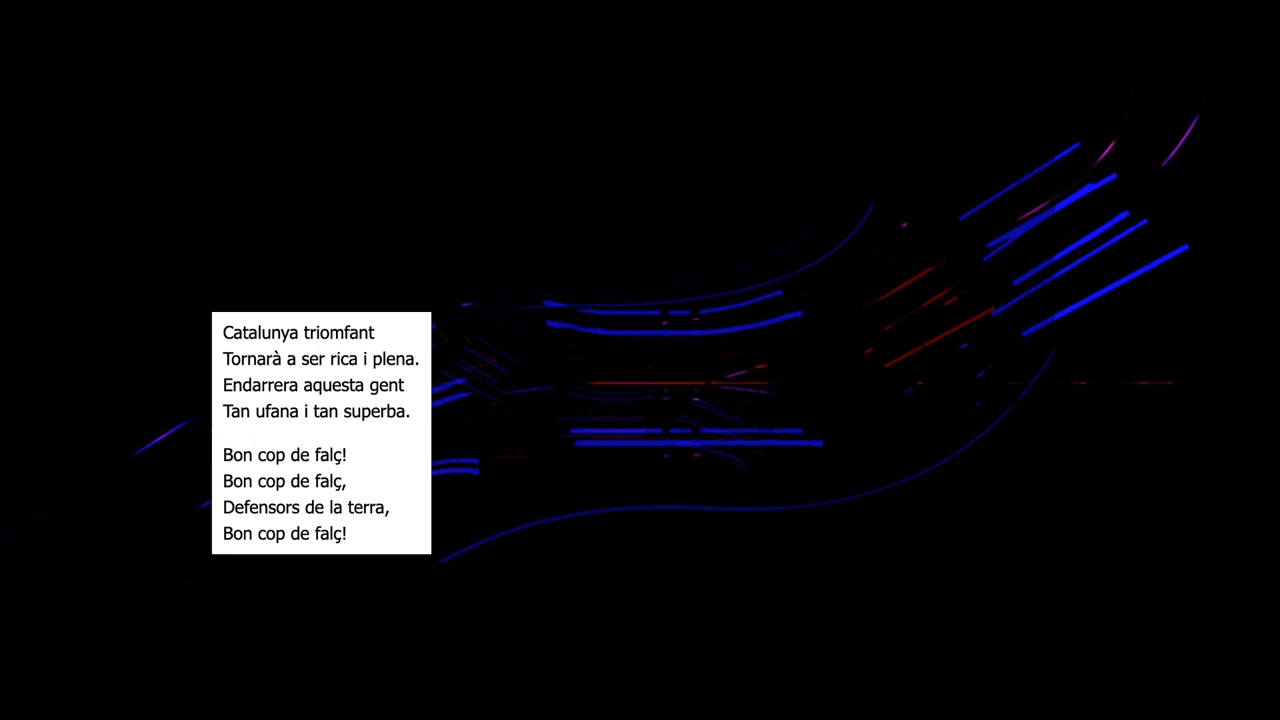 Catalunya triomfant
Tornarà a ser rica i plena.
Endarrera aquesta gent
Tan ufana i tan superba.
Bon cop de falç!
Bon cop de falç,
Defensors de la terra,
Bon cop de falç!